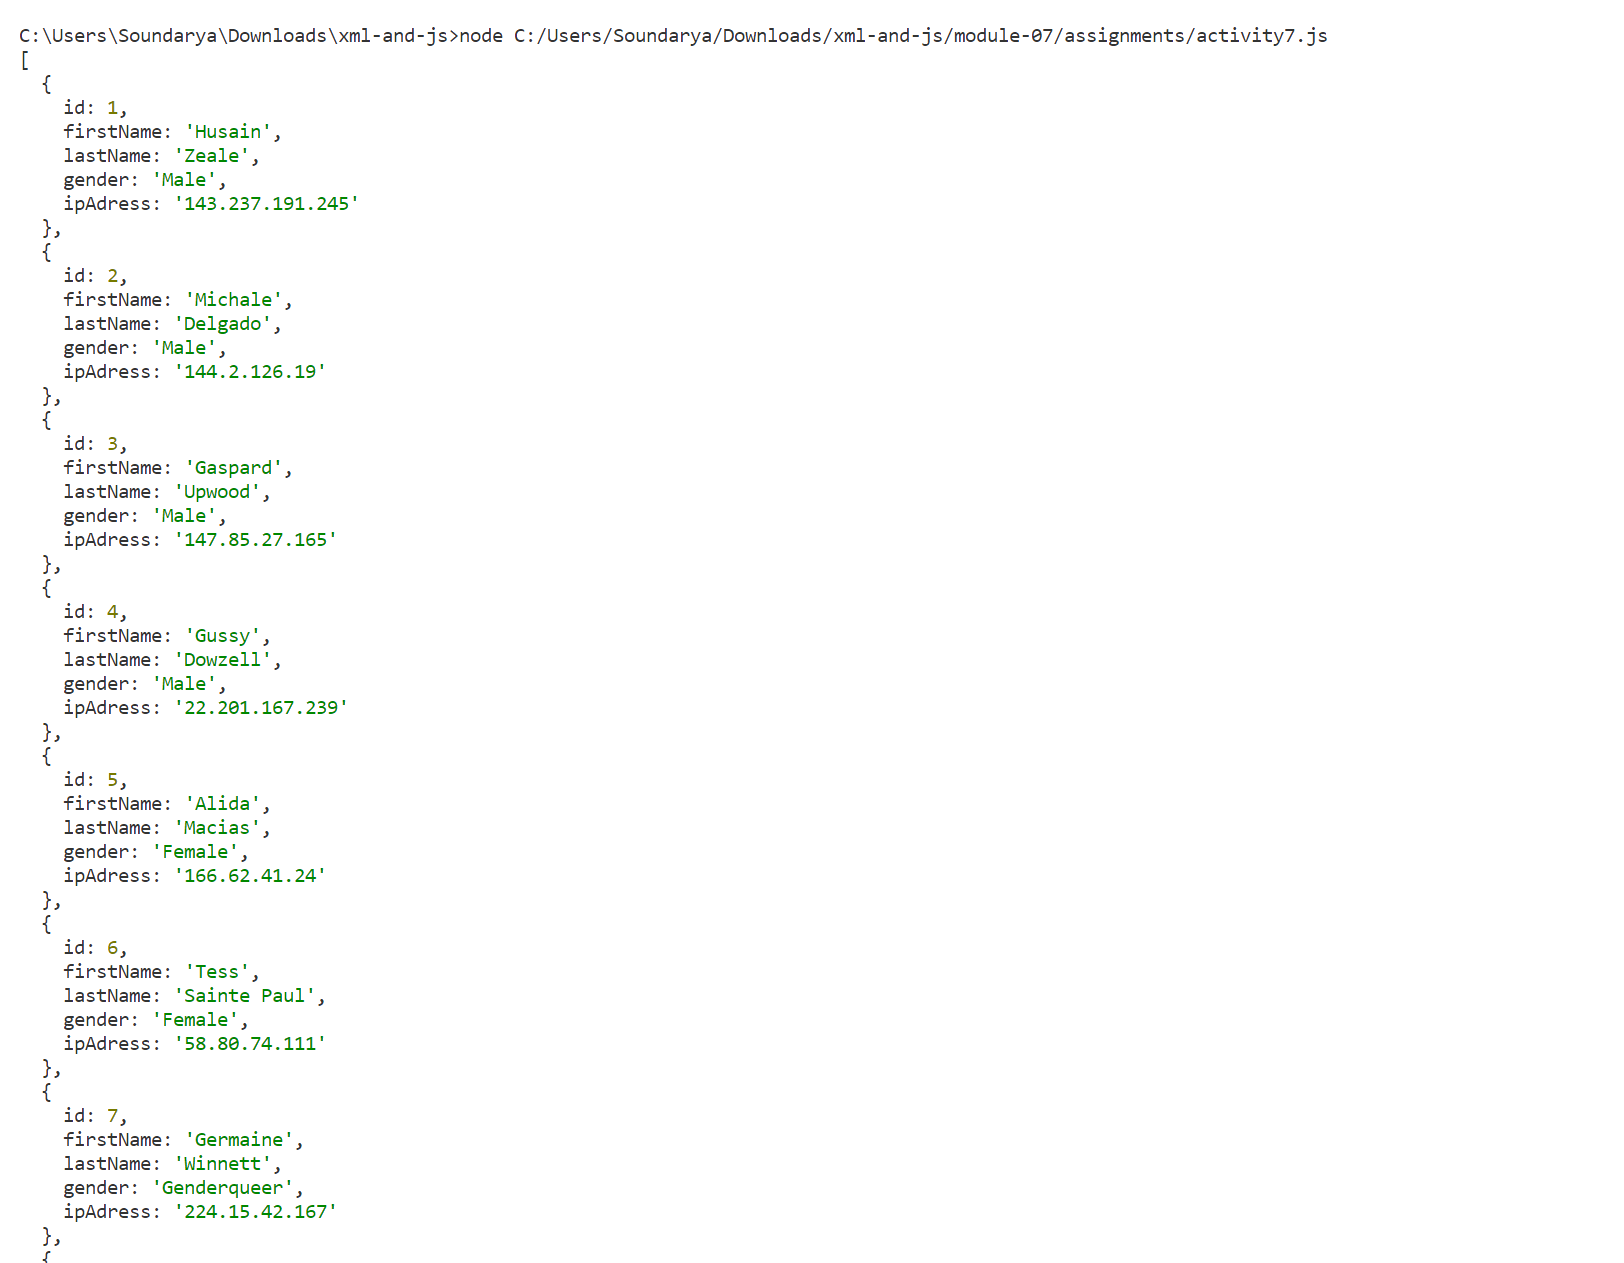 C:\Users\Soundarya\Downloads\xml-and-js>node C:/Users/Soundarya/Downloads/xml-and-js/module-07/assignments/activity7.js
[
  {
    id: 1,
    firstName: 'Husain',
    lastName: 'Zeale',
    gender: 'Male',
    ipAdress: '143.237.191.245'
  },
  {
    id: 2,
    firstName: 'Michale',
    lastName: 'Delgado',
    gender: 'Male',
    ipAdress: '144.2.126.19'
  },
  {
    id: 3,
    firstName: 'Gaspard',
    lastName: 'Upwood',
    gender: 'Male',
    ipAdress: '147.85.27.165'
  },
  {
    id: 4,
    firstName: 'Gussy',
    lastName: 'Dowzell',
    gender: 'Male',
    ipAdress: '22.201.167.239'
  },
  {
    id: 5,
    firstName: 'Alida',
    lastName: 'Macias',
    gender: 'Female',
    ipAdress: '166.62.41.24'
  },
  {
    id: 6,
    firstName: 'Tess',
    lastName: 'Sainte Paul',
    gender: 'Female',
    ipAdress: '58.80.74.111'
  },
  {
    id: 7,
    firstName: 'Germaine',
    lastName: 'Winnett',
    gender: 'Genderqueer',
    ipAdress: '224.15.42.167'
  },
  {